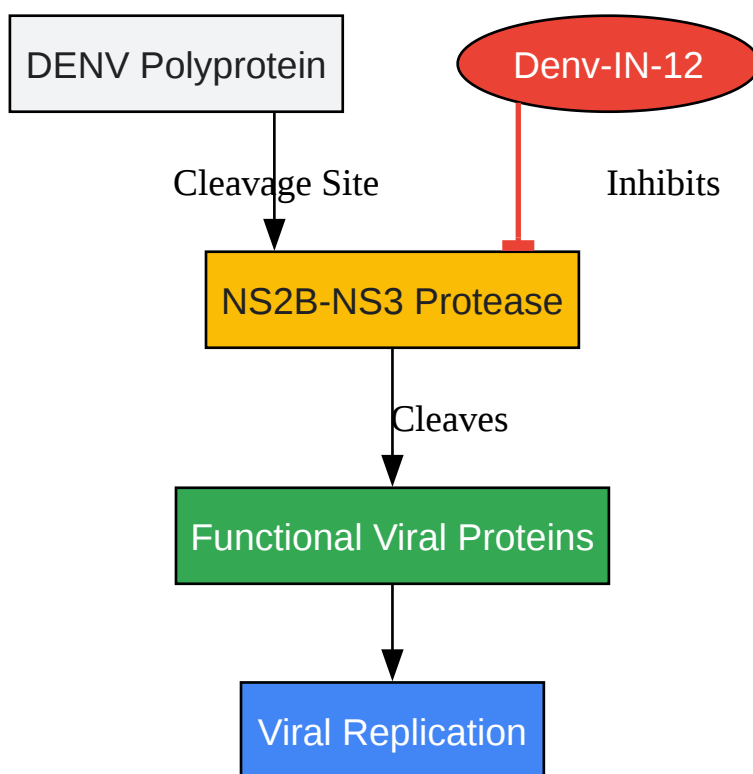 DENV Polyprotein
Denv-IN-12
Cleavage Site
Inhibits
NS2B-NS3 Protease
Cleaves
Functional Viral Proteins
Viral Replication